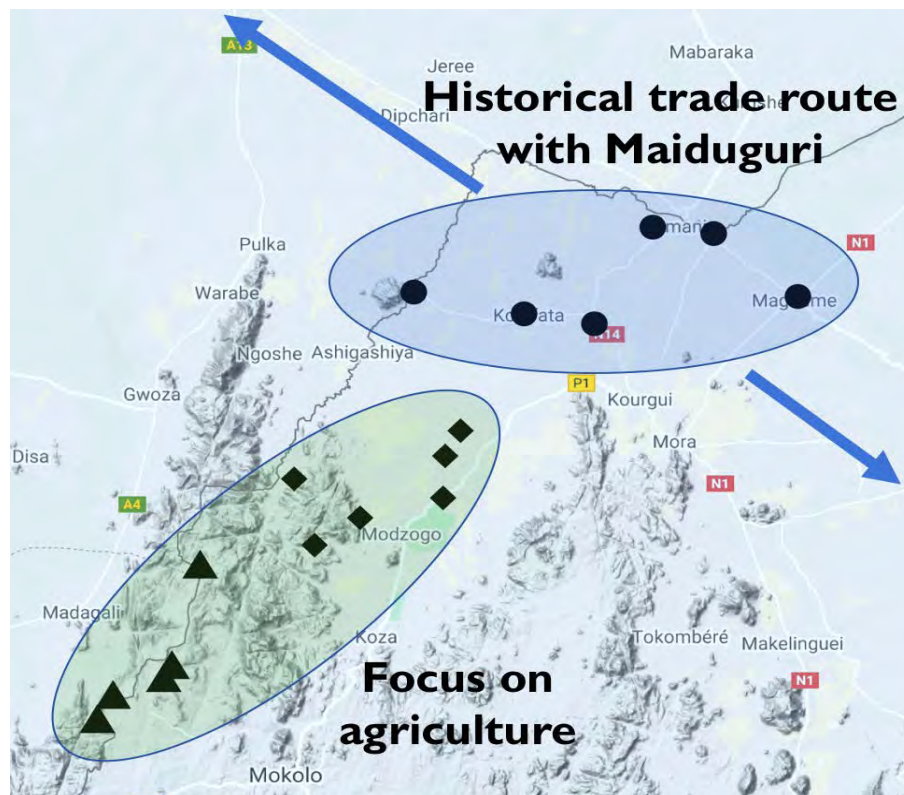 A13
Mabaraka
Jeree
Historical trade route
with Maiduguri
Dipchari
Pulka
N1
Warabe
N14
Ngoshe
Ashigashiya
P1
Kourgui
Gwoza
Mora
Disa
N1
A4
Modzogo
Madagali
Koza
Tokombéré
Makelinguei
Focus on
agriculture
N1
Mokolo